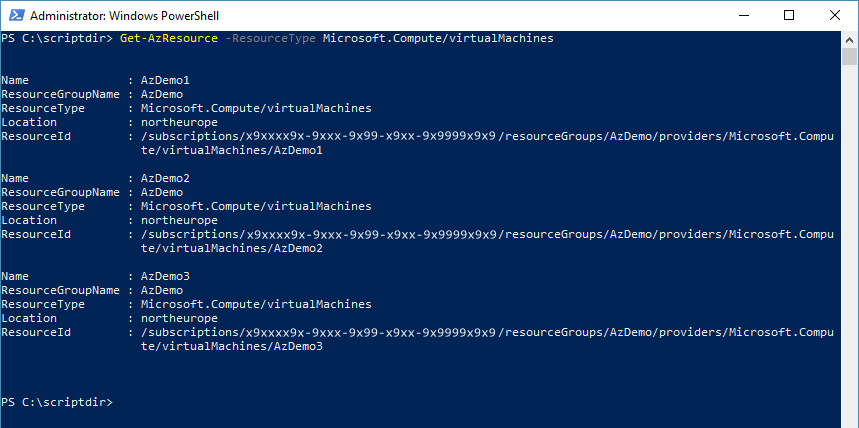 Administrator: Windows PowerShell
PS C:\scriptdir> Get-AzResource -ResourceType Microsoft.Compute/virtualMachines
Name              : AzDemo1
ResourceGroupName : AzDemo
ResourceType      : Microsoft.Compute/virtualMachines
Location          : northeurope
ResourceId        : /subscriptions/x9xxxx9x-9xxx-9x99-x9xx-9x9999x9x9/resourceGroups/AzDemo/providers/Microsoft.Compu
te/virtualMachines/AzDemo1
Name              : AzDemo2
ResourceGroupName : AzDemo
ResourceType      : Microsoft.Compute/virtualMachines
Location          : northeurope
ResourceId        : /subscriptions/x9xxxx9x-9xxx-9x99-x9xx-9x9999x9x9/resourceGroups/AzDemo/providers/Microsoft.Compu
te/virtualMachines/AzDemo2
Name              : AzDemo3
ResourceGroupName : AzDemo
ResourceType      : Microsoft.Compute/virtualMachines
Location          : northeurope
ResourceId        : /subscriptions/x9xxxx9x-9xxx-9x99-x9xx-9x9999x9x9/resourceGroups/AzDemo/providers/Microsoft.Compu
te/virtualMachines/AzDemo3
PS C:\scriptdir>